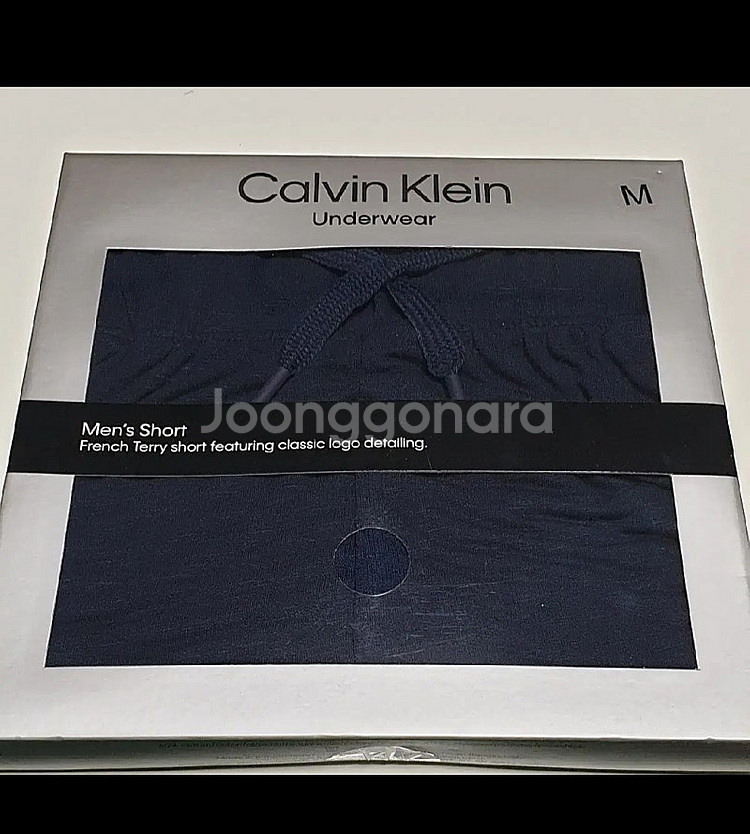 Calvin Klein
M
Underwear
Joonggonara
Men's Short
French Terry short featuring classic logo detailing.